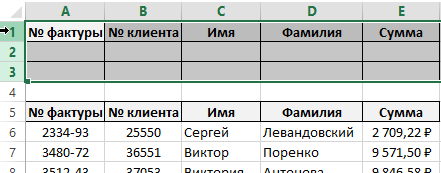 A B C D E
1 № фактуры № клиента Имя Фамилия Сумма
2
3
4
5 № фактуры № клиента Имя Фамилия Сумма
6 2334-93 25550 Сергей Левандовский 2 709,22 ₽
7 3480-72 36551 Виктор Поренко 9 571,50 ₽
8 3512-43 37053 Виктория Антонова 9 846,58 ₽